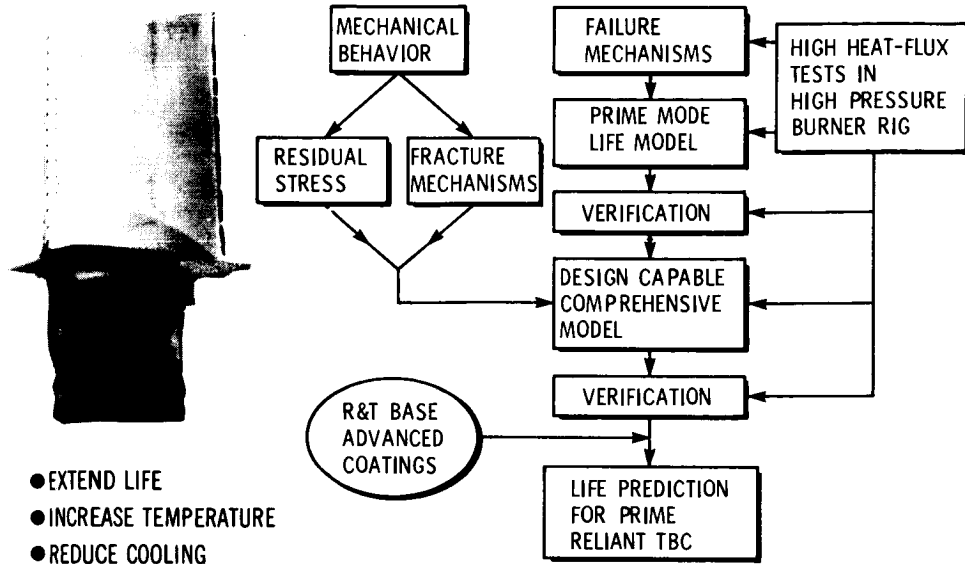 MECHANICAL
BEHAVIOR
RESIDUAL
STRESS
FRACTURE
MECHANISMS
FAILURE
MECHANISMS
PRIME MODE
LIFE MODEL
VERIFICATION
DESIGN CAPABLE
COMPREHENSIVE
MODEL
VERIFICATION
LIFE PREDICTION
FOR PRIME
RELIANT TBC
HIGH HEAT-FLUX
TESTS IN
HIGH PRESSURE
BURNER RIG
R&T BASE
ADVANCED
COATINGS
●EXTEND LIFE
●INCREASE TEMPERATURE
●REDUCE COOLING